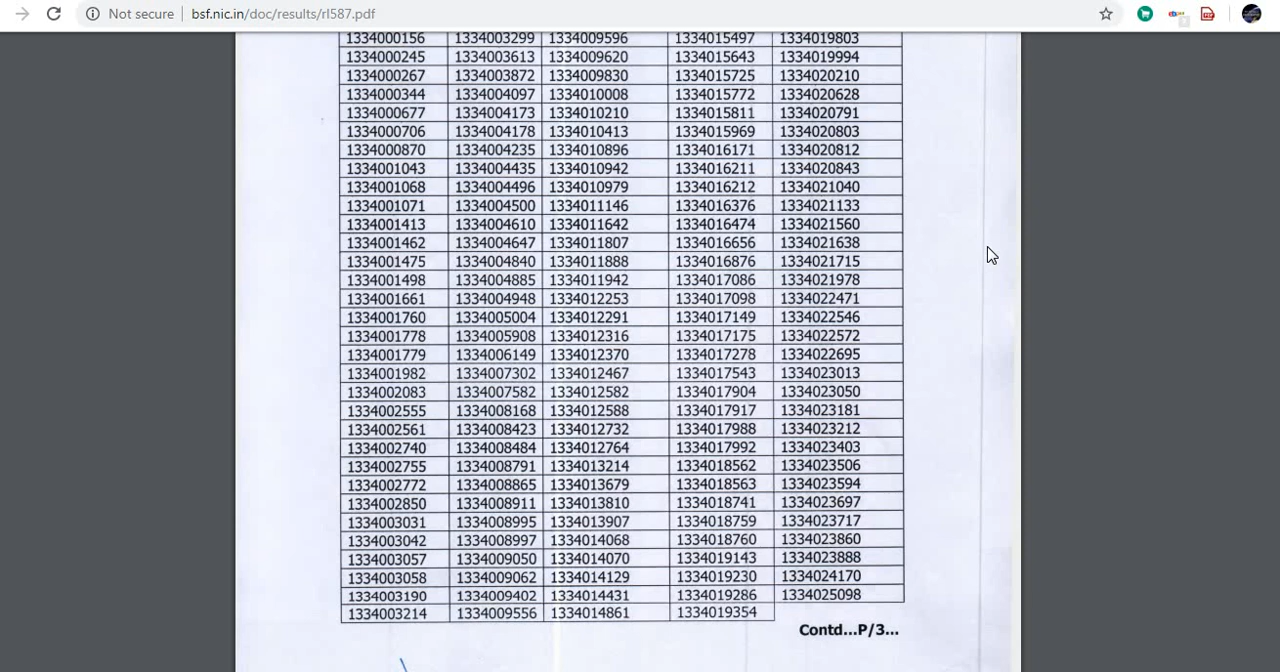 Not secure | bsf.nic.in/doc/results/rl587.pdf
1334000156 1334003299 1334009596 1334015497 1334019803
1334000245 1334003613 1334009620 1334015643 1334019994
1334000267 1334003872 1334009830 1334015725 1334020210
1334000344 1334004097 1334010008 1334015772 1334020628
1334000677 1334004173 1334010210 1334015811 1334020791
1334000706 1334004178 1334010413 1334015969 1334020803
1334000870 1334004235 1334010896 1334016171 1334020812
1334001043 1334004435 1334010942 1334016211 1334020843
1334001068 1334004496 1334010979 1334016212 1334021040
1334001071 1334004500 1334011146 1334016376 1334021133
1334001413 1334004610 1334011642 1334016474 1334021560
1334001462 1334004647 1334011807 1334016656 1334021638
1334001475 1334004840 1334011888 1334016876 1334021715
1334001498 1334004885 1334011942 1334017086 1334021978
1334001661 1334004948 1334012253 1334017098 1334022471
1334001760 1334005004 1334012291 1334017149 1334022546
1334001778 1334005908 1334012316 1334017175 1334022572
1334001779 1334006149 1334012370 1334017278 1334022695
1334001982 1334007302 1334012467 1334017543 1334023013
1334002083 1334007582 1334012582 1334017904 1334023050
1334002555 1334008168 1334012588 1334017917 1334023181
1334002561 1334008423 1334012732 1334017988 1334023212
1334002740 1334008484 1334012764 1334017992 1334023403
1334002755 1334008791 1334013214 1334018562 1334023506
1334002772 1334008865 1334013679 1334018563 1334023594
1334002850 1334008911 1334013810 1334018741 1334023697
1334003031 1334008995 1334013907 1334018759 1334023717
1334003042 1334008997 1334014068 1334018760 1334023860
1334003057 1334009050 1334014070 1334019143 1334023888
1334003058 1334009062 1334014129 1334019230 1334024170
1334003190 1334009402 1334014431 1334019286 1334025098
1334003214 1334009556 1334014861 1334019354
Contd...P/3...